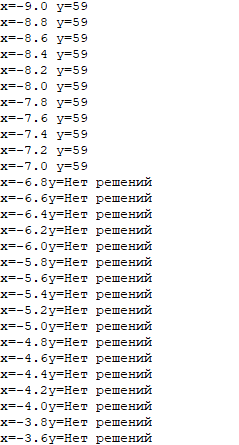 x=-9.0 y=59
x=-8.8 y=59
x=-8.6 y=59
x=-8.4 y=59
x=-8.2 y=59
x=-8.0 y=59
x=-7.8 y=59
x=-7.6 y=59
x=-7.4 y=59
x=-7.2 y=59
x=-7.0 y=59
x=-6.8y=Нет решений
x=-6.6y=Нет решений
x=-6.4y=Нет решений
x=-6.2y=Нет решений
x=-6.0y=Нет решений
x=-5.8y=Нет решений
x=-5.6y=Нет решений
x=-5.4y=Нет решений
x=-5.2y=Нет решений
x=-5.0y=Нет решений
x=-4.8y=Нет решений
x=-4.6y=Нет решений
x=-4.4y=Нет решений
x=-4.2y=Нет решений
x=-4.0y=Нет решений
x=-3.8y=Нет решений
x=-3.6y=Нет решений